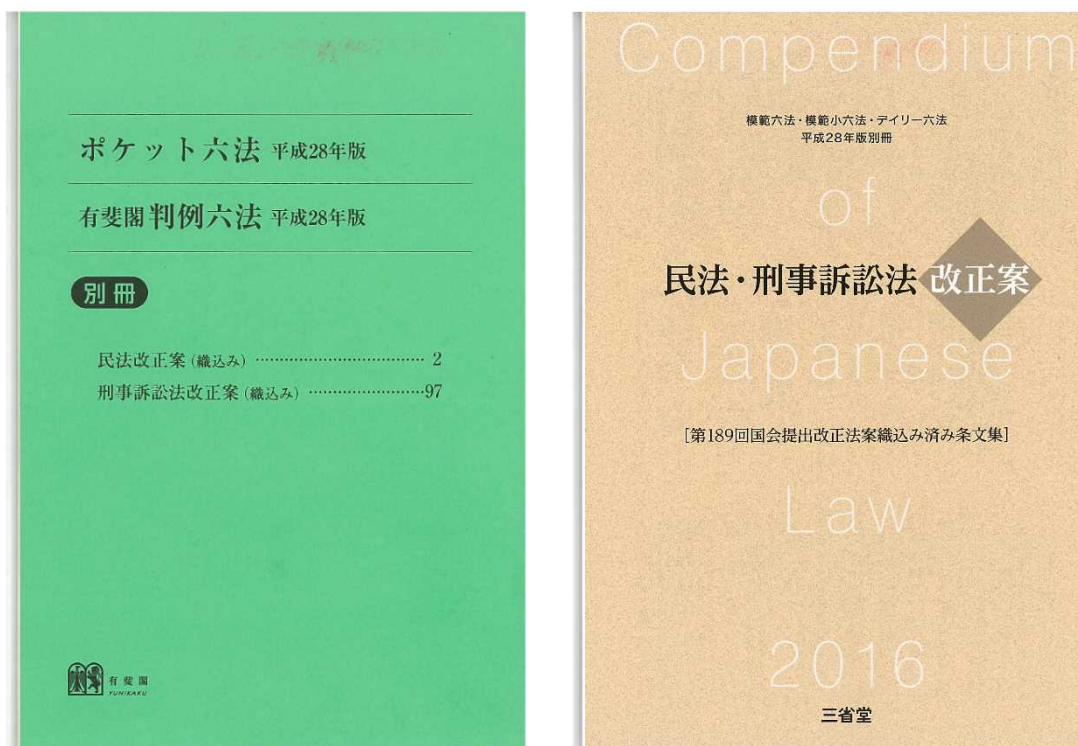 ポケット六法 平成28年版
有斐閣 判例六法 平成28年版
別冊
民法改正案(織込み) …………………………… 2
刑事訴訟法改正案(織込み) ……………………97
有斐閣
YUHIKAKU
Compendium
模範六法・模範小六法・デイリー六法
平成28年版別冊
of
民法・刑事訴訟法 改正案
Japanese
[第189回国会提出改正法案織込み済み条文集]
Law
2016
三省堂